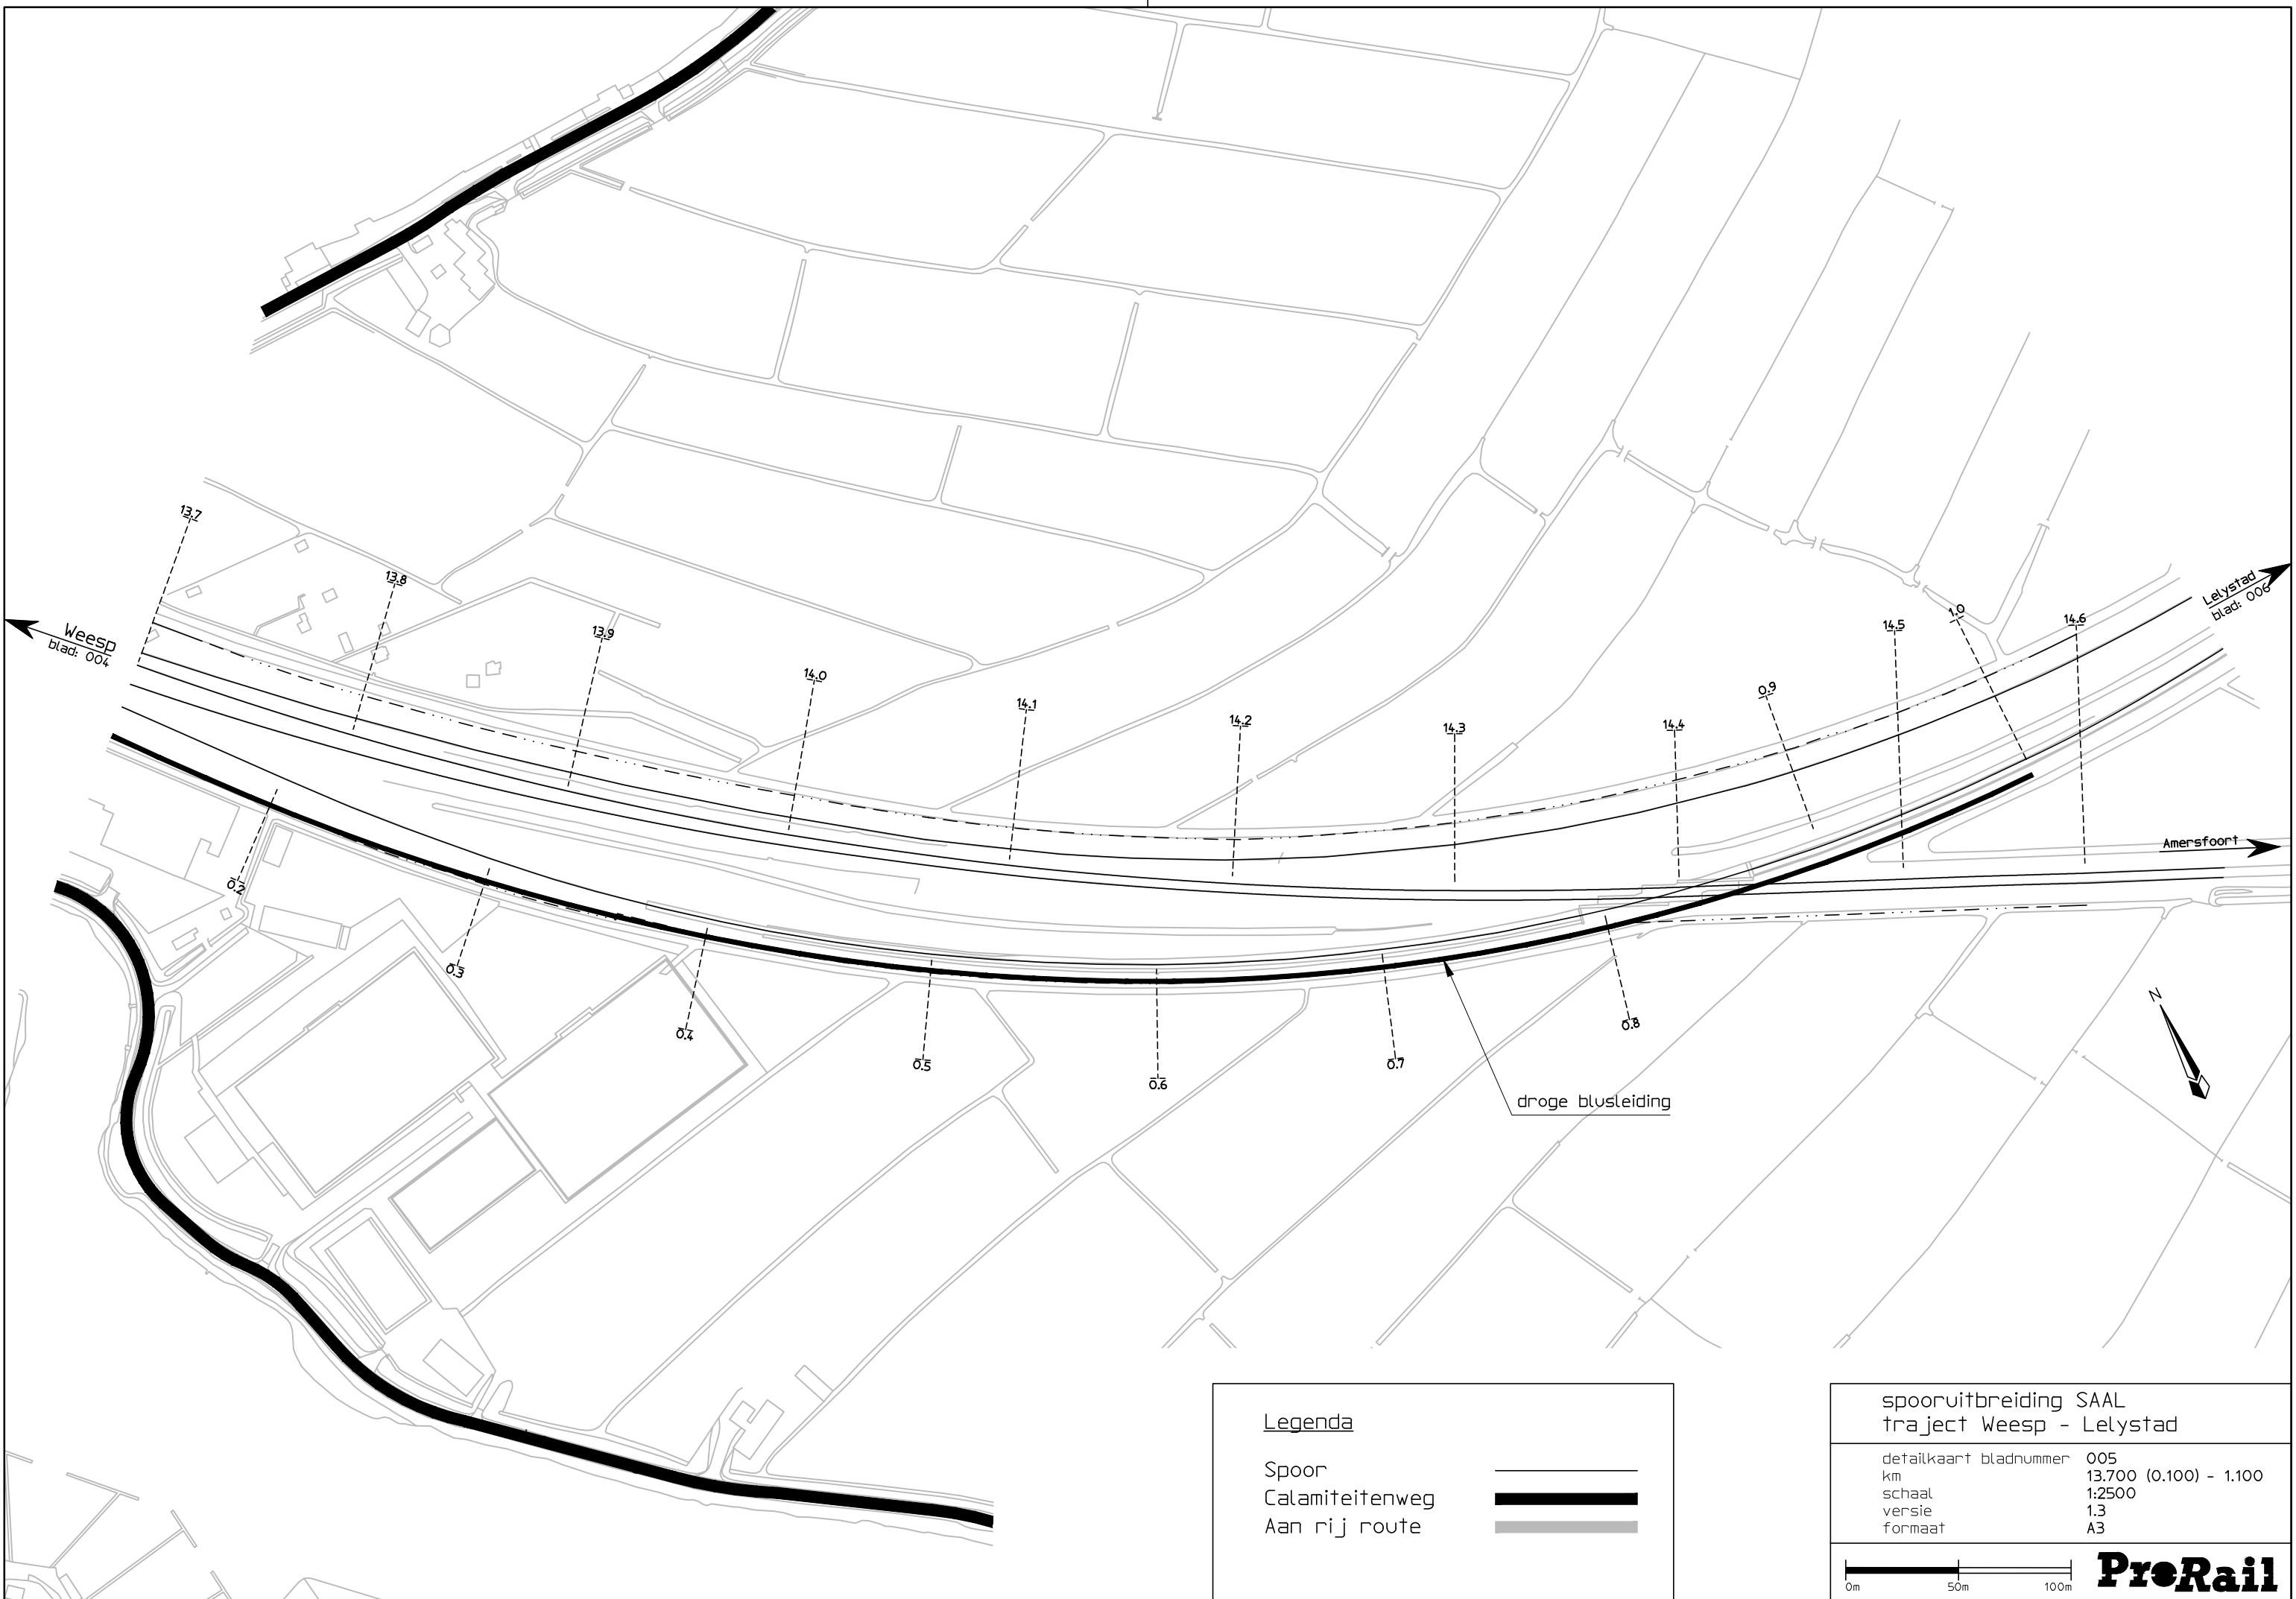 13.7
13.8
13.9
14.0
14.1
14.2
14.3
14.4
0.9
14.5
1.0
14.6
Lelystad
blad: 006
Weesp
blad: 004
Amersfoort
0.2
0.3
0.4
0.5
0.6
0.7
0.8
N
droge blusleiding
Legenda
Spoor
Calamiteitenweg
Aan rij route
spooruitbreiding SAAL
traject Weesp - Lelystad
detailkaart bladnummer 005
km 13.700 (0.100) - 1.100
schaal 1:2500
versie 1.3
formaat A3
0m 50m 100m
ProRail